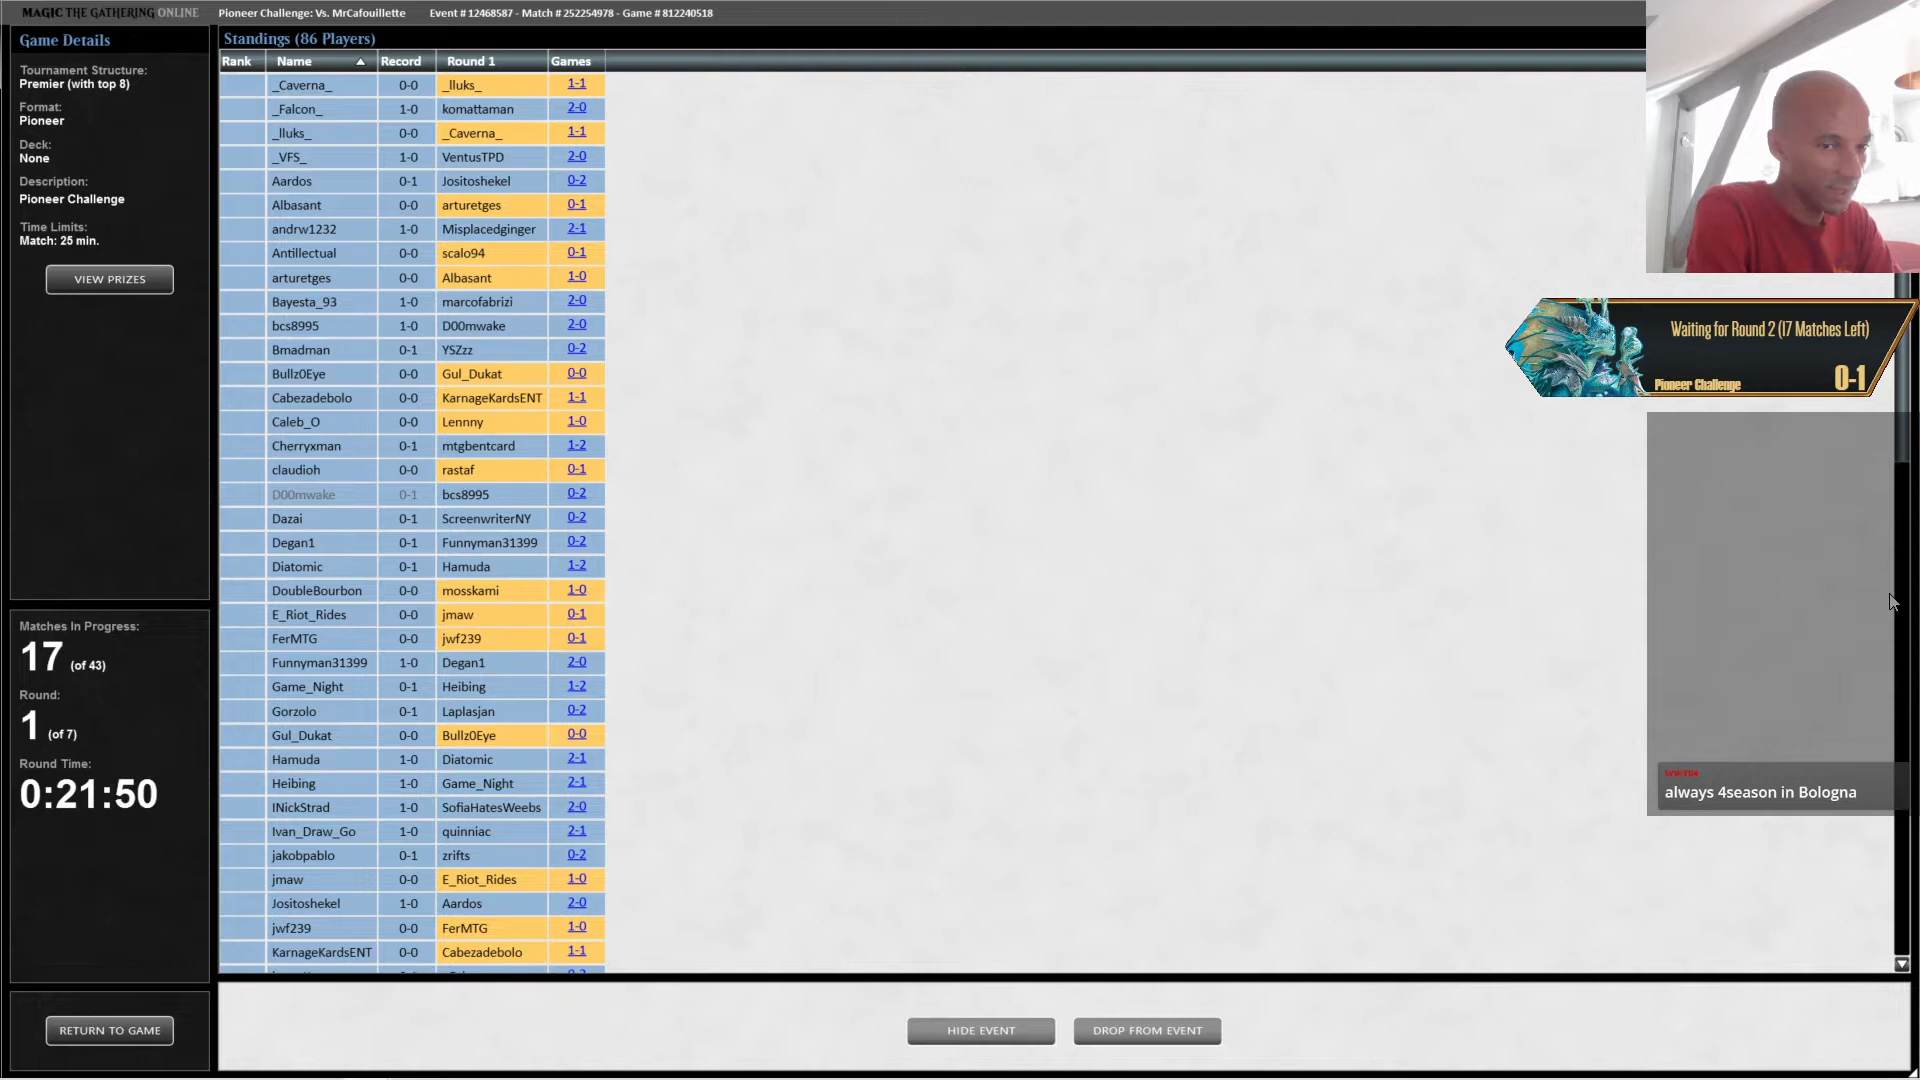 MAGIC THE GATHERING ONLINE Pioneer Challenge: Vs. MrCafouillette Event # 12468587 - Match # 252254978 - Game # 812240518
Game Details
Tournament Structure:
Premier (with top 8)
Format:
Pioneer
Deck:
None
Description:
Pioneer Challenge
Time Limits:
Match: 25 min.
VIEW PRIZES
Matches In Progress:
17 (of 43)
Round:
1 (of 7)
Round Time:
0:21:50
RETURN TO GAME
Standings (86 Players)
Rank Name Record Round 1 Games
_Caverna_ 0-0 _lluks_ 1-1
_Falcon_ 1-0 komattaman 2-0
_lluks_ 0-0 _Caverna_ 1-1
_VFS_ 1-0 VentusTPD 2-0
Aardos 0-1 Jositoshekel 0-2
Albasant 0-0 arturetges 0-1
andrw1232 1-0 Misplacedginger 2-1
Antillectual 0-0 scalo94 0-1
arturetges 0-0 Albasant 1-0
Bayesta_93 1-0 marcofabrizi 2-0
bcs8995 1-0 D00mwake 2-0
Bmadman 0-1 YSZzz 0-2
Bullz0Eye 0-0 Gul_Dukat 0-0
Cabezadebolo 0-0 KarnageKardsENT 1-1
Caleb_O 0-0 Lennny 1-0
Cherryxman 0-1 mtgbentcard 1-2
claudioh 0-0 rastaf 0-1
D00mwake 0-1 bcs8995 0-2
Dazai 0-1 ScreenwriterNY 0-2
Degan1 0-1 Funnyman31399 0-2
Diatomic 0-1 Hamuda 1-2
DoubleBourbon 0-0 mosskami 1-0
E_Riot_Rides 0-0 jmaw 0-1
FerMTG 0-0 jwf239 0-1
Funnyman31399 1-0 Degan1 2-0
Game_Night 0-1 Heibing 1-2
Gorzolo 0-1 Laplasjan 0-2
Gul_Dukat 0-0 Bullz0Eye 0-0
Hamuda 1-0 Diatomic 2-1
Heibing 1-0 Game_Night 2-1
INickStrad 1-0 SofiaHatesWeebs 2-0
Ivan_Draw_Go 1-0 quinniac 2-1
jakobpablo 0-1 zrifts 0-2
jmaw 0-0 E_Riot_Rides 1-0
Jositoshekel 1-0 Aardos 2-0
jwf239 0-0 FerMTG 1-0
KarnageKardsENT 0-0 Cabezadebolo 1-1
HIDE EVENT DROP FROM EVENT
Waiting for Round 2 (17 Matches Left)
Pioneer Challenge 0-1
always 4season in Bologna